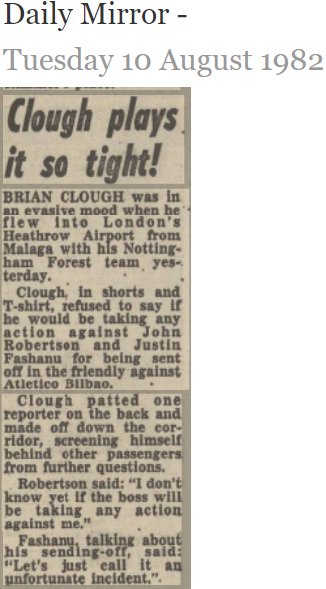 Daily Mirror -
Tuesday 10 August 1982
Clough plays
it so tight!
BRIAN CLOUGH was in
an evasive mood when he
flew into London's
Heathrow Airport from
Malaga with his Notting-
ham Forest team yes-
terday.
Clough, in shorts and
T-shirt, refused to say if
he would be taking any
action against John
Robertson and Justin
Fashanu for being sent
off in the friendly against
Atletico Bilbao.
Clough patted one
reporter on the back and
made off down the cor-
ridor, screening himself
behind other passengers
from further questions.
Robertson said: "I don't
know yet if the boss will
be taking any action
against me."
Fashanu, talking about
his sending-off, said:
"Let's just call it an
unfortunate incident."